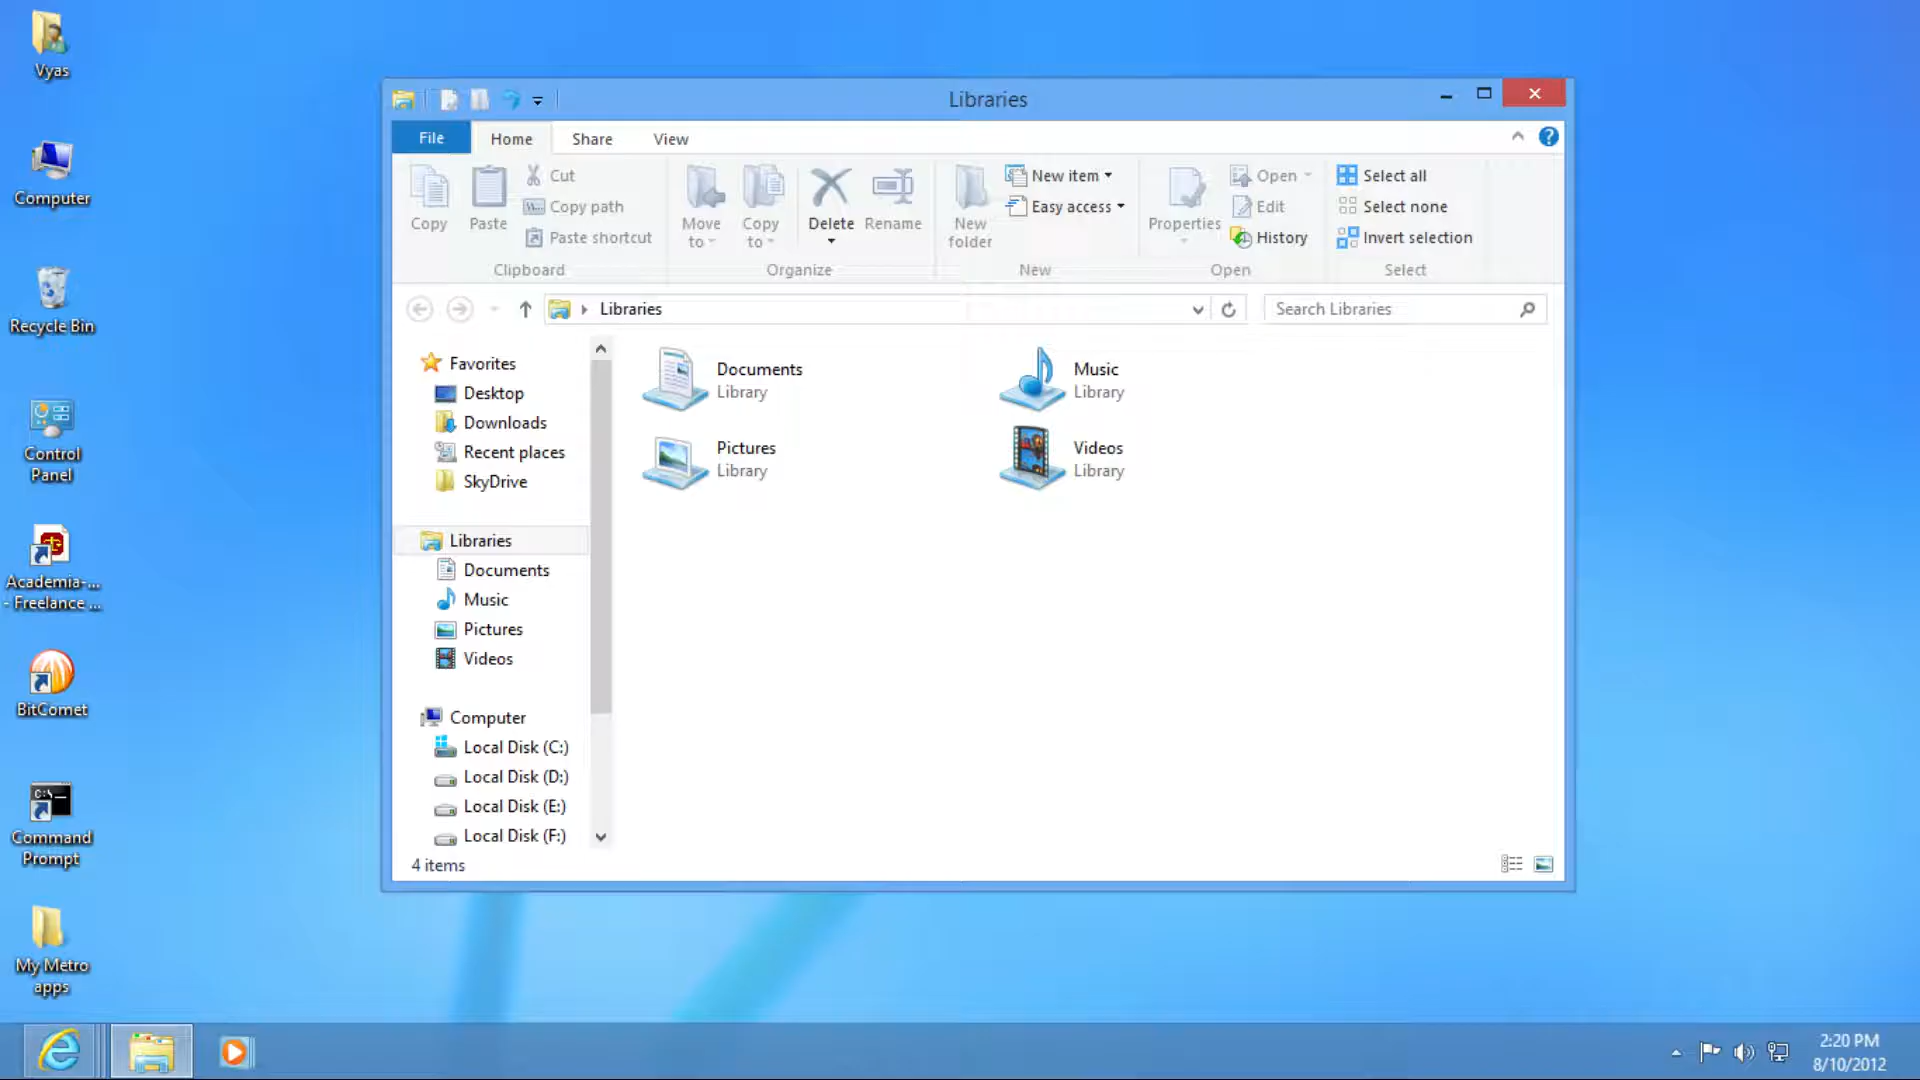 Vyas
Computer
Recycle Bin
Control
Panel
Academia-...
- Freelance ...
BitComet
C:\
Command
Prompt
My Metro
apps
Libraries
File Home Share View
Copy
Paste
Cut
Copy path
Paste shortcut
Clipboard
Move
to
Copy
to
Delete
Rename
Organize
New
folder
New item
Easy access
New
Properties
Open
Edit
History
Open
Select all
Select none
Invert selection
Select
Libraries
Search Libraries
Favorites
Desktop
Downloads
Recent places
SkyDrive
Libraries
Documents
Music
Pictures
Videos
Computer
Local Disk (C:)
Local Disk (D:)
Local Disk (E:)
Local Disk (F:)
Documents
Library
Music
Library
Pictures
Library
Videos
Library
4 items
2:20 PM
8/10/2012